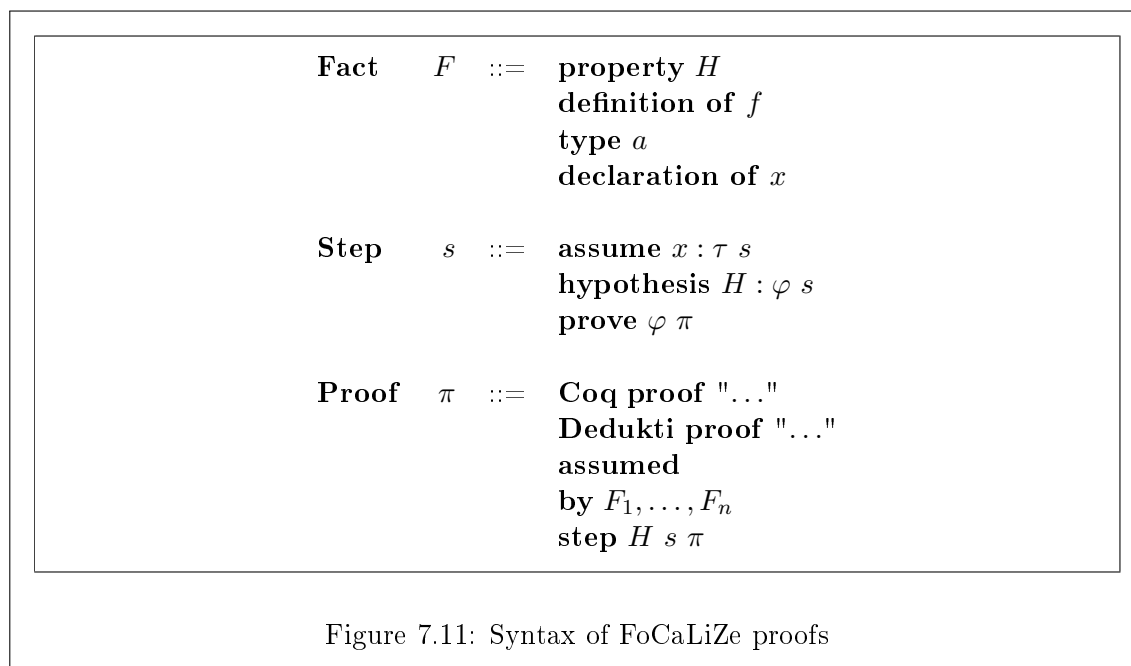 Fact F ::= property H
definition of f
type a
declaration of x
Step s ::= assume x : τ s
hypothesis H : φ s
prove φ π
Proof π ::= Coq proof "..."
Dedukti proof "..."
assumed
by F₁, . . . , Fₙ
step H s π
Figure 7.11: Syntax of FoCaLiZe proofs